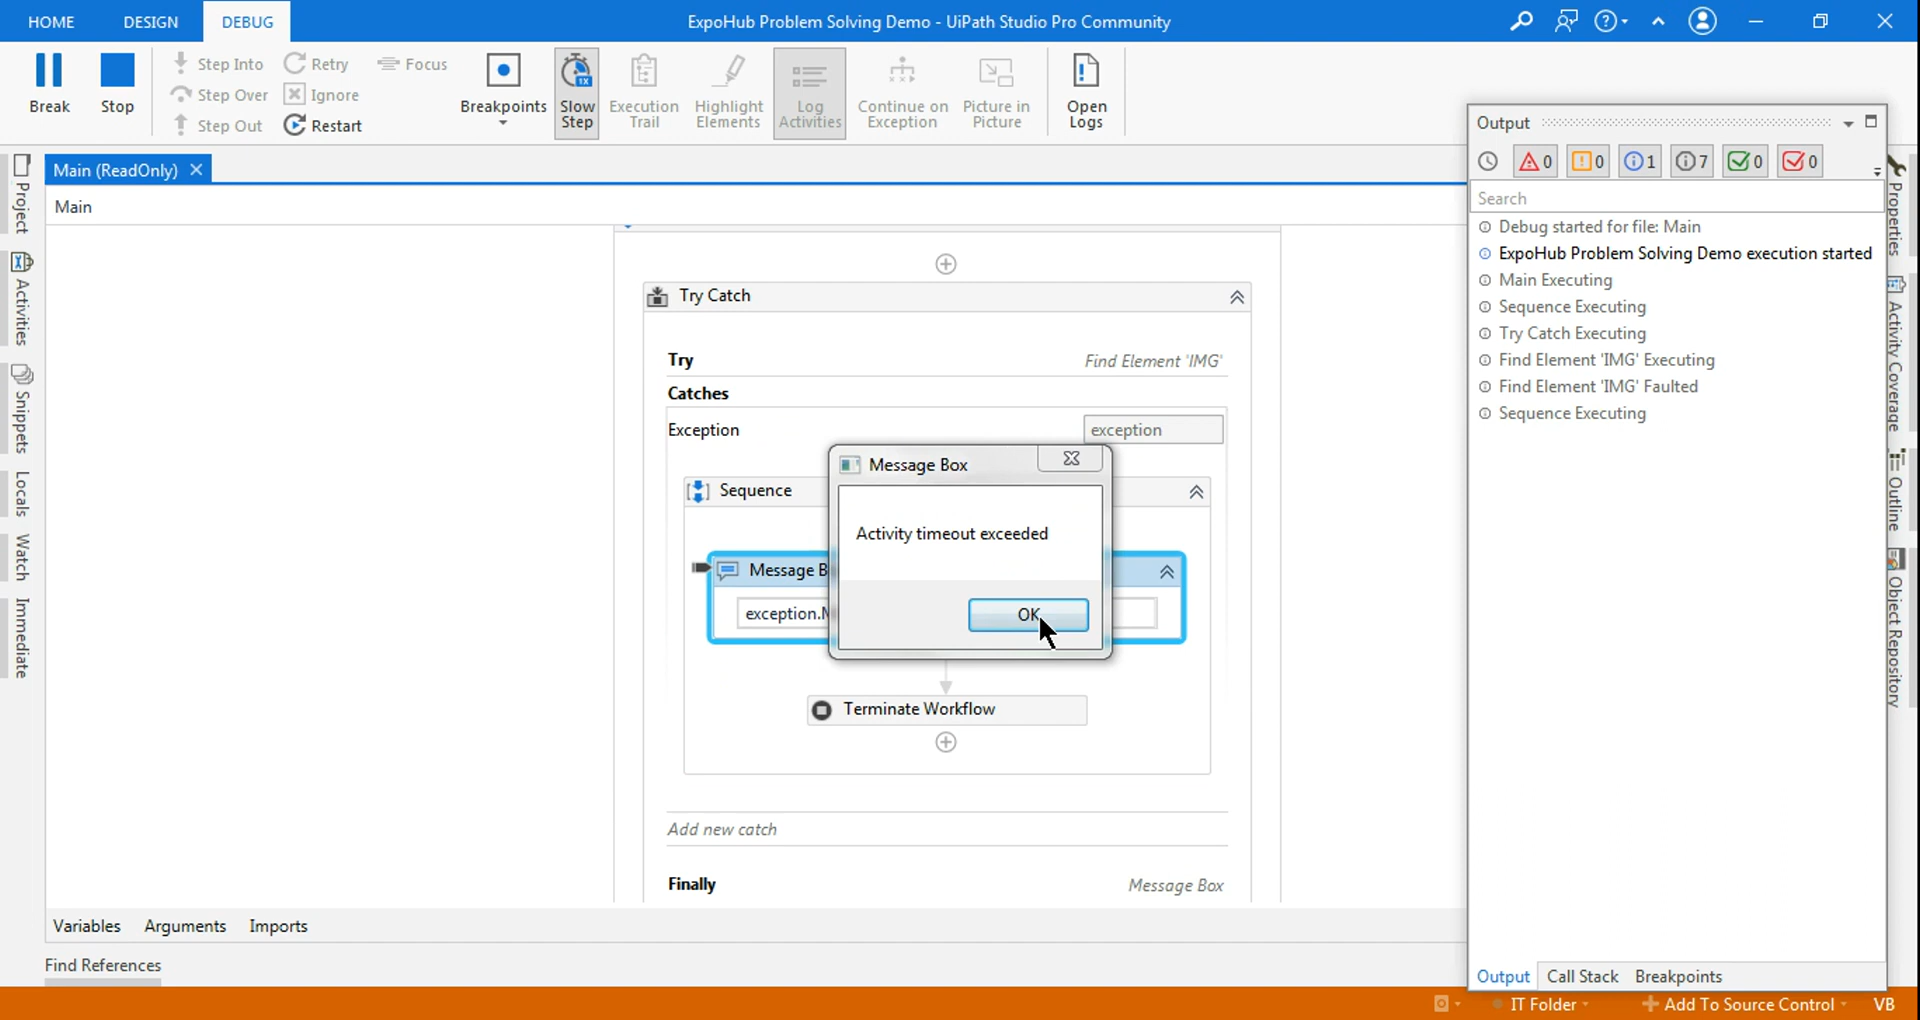 HOME DESIGN DEBUG ExpoHub Problem Solving Demo - UiPath Studio Pro Community
Break Stop Step Into Step Over Step Out Retry Ignore Restart Focus Breakpoints Slow Step 1X Execution Trail Highlight Elements Log Activities Continue on Exception Picture in Picture Open Logs
Main (ReadOnly)
Main
Project
Activities
Snippets
Locals
Watch
Immediate
Try Catch
Try Find Element 'IMG'
Catches
Exception exception
Sequence
Message B
exception.M
Message Box
Activity timeout exceeded
OK
Terminate Workflow
Add new catch
Finally Message Box
Variables Arguments Imports
Find References
Output
0 0 1 7 0 0
Search
Debug started for file: Main
ExpoHub Problem Solving Demo execution started
Main Executing
Sequence Executing
Try Catch Executing
Find Element 'IMG' Executing
Find Element 'IMG' Faulted
Sequence Executing
Output Call Stack Breakpoints
Properties
Activity Coverage
Outline
Object Repository
IT Folder Add To Source Control VB